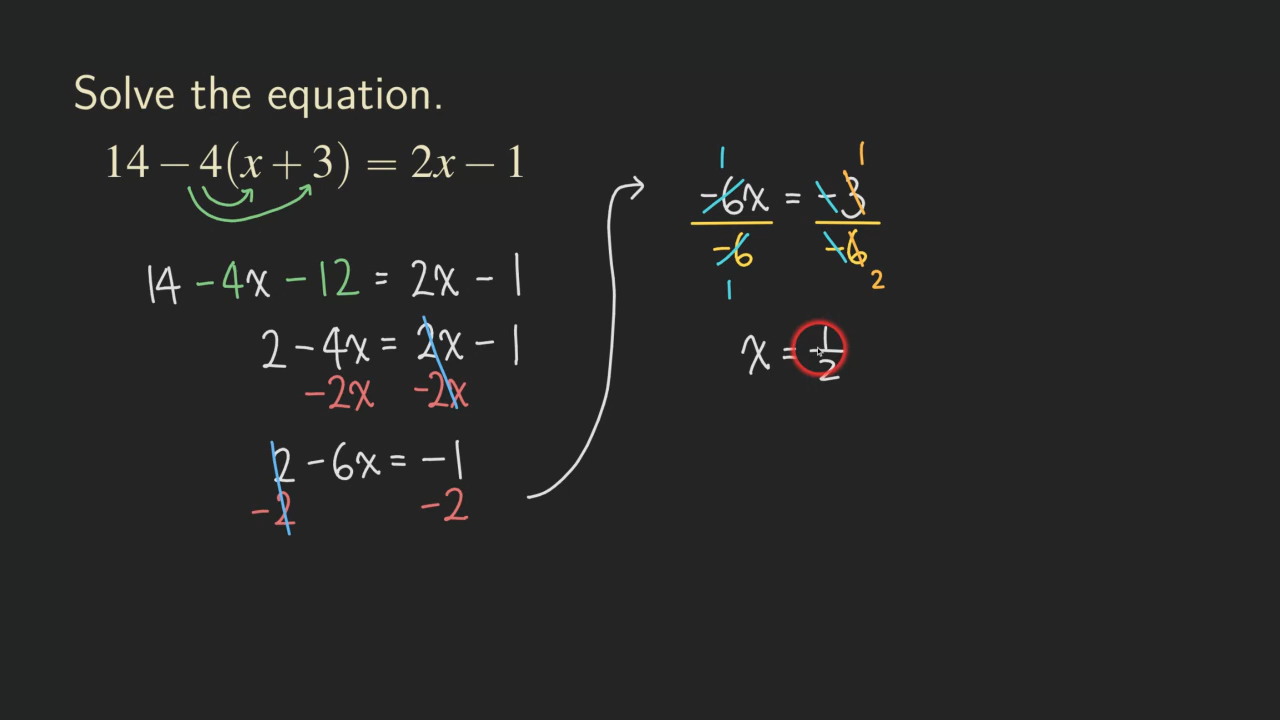 Solve the equation.
14 − 4(x + 3) = 2x − 1
14 − 4x − 12 = 2x − 1
2 − 4x = 2x − 1
−2x −2x
2 − 6x = −1
−2 −2
1 1
−6x = −3
−6 −6
1 2
x = 1/2